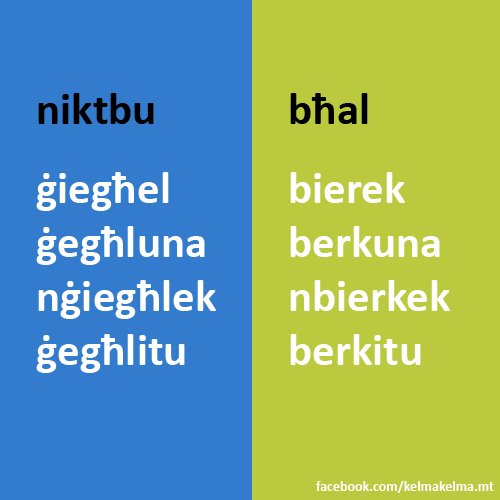 niktbu
ġiegħel
ġegħluna
nġiegħlek
ġegħlitu
bħal
bierek
berkuna
nbierkek
berkitu
facebook.com/kelmakelma.mt